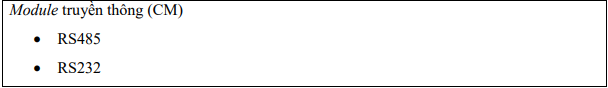 Module truyền thông (CM)
• RS485
• RS232